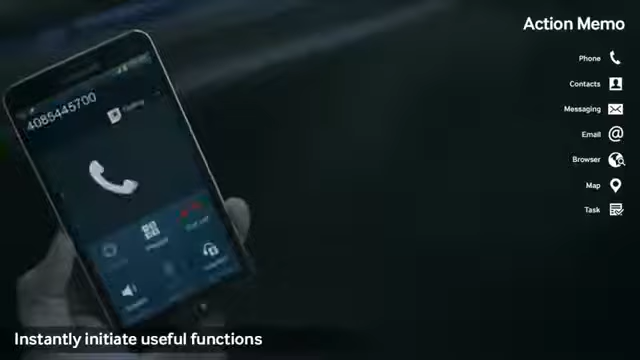 Action Memo
4085445700
Phone
Contacts
Messaging
Email
Browser
Map
Task
Instantly initiate useful functions